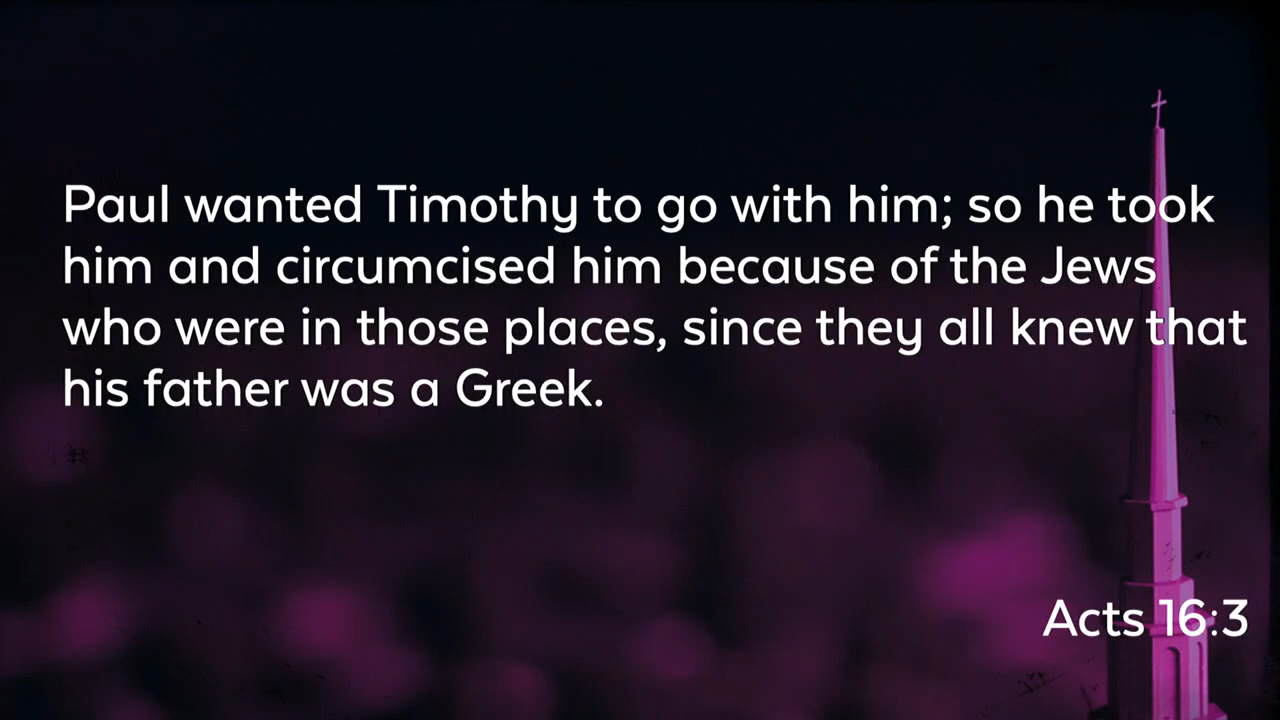 Paul wanted Timothy to go with him; so he took
him and circumcised him because of the Jews
who were in those places, since they all knew that
his father was a Greek.
Acts 16:3